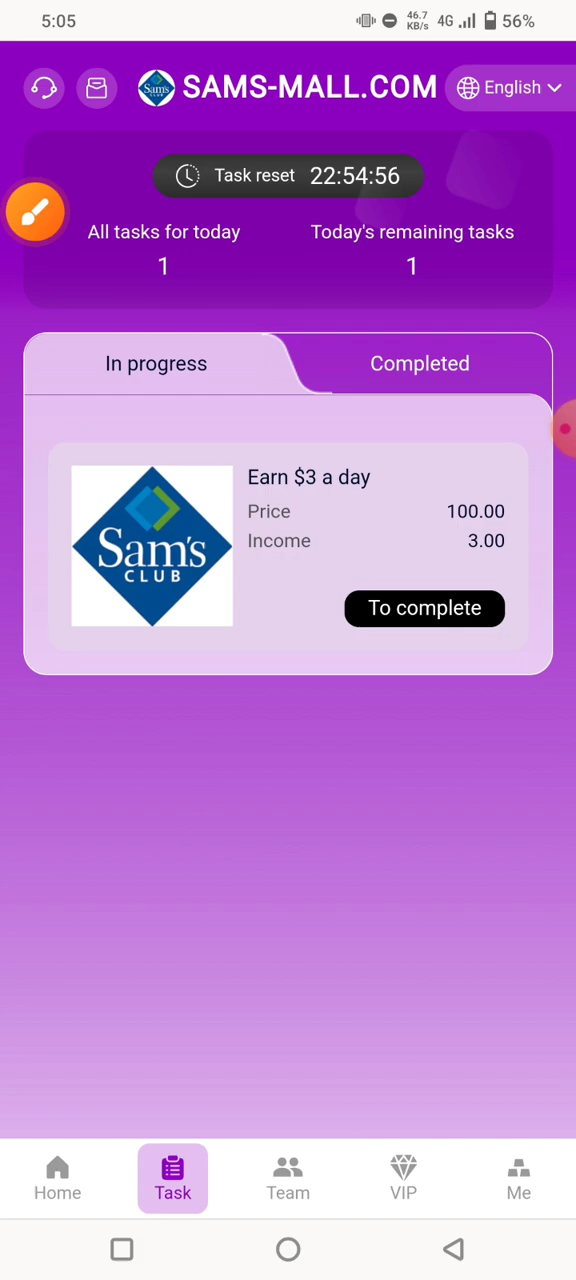 5:05
46.7
KB/s
4G
56%
Sam's
SAMS-MALL.COM
English
Task reset 22:54:56
All tasks for today
Today's remaining tasks
1
1
In progress
Completed
Earn $3 a day
Price
100.00
Income
3.00
Sam's
CLUB
To complete
Home
Task
Team
VIP
Me